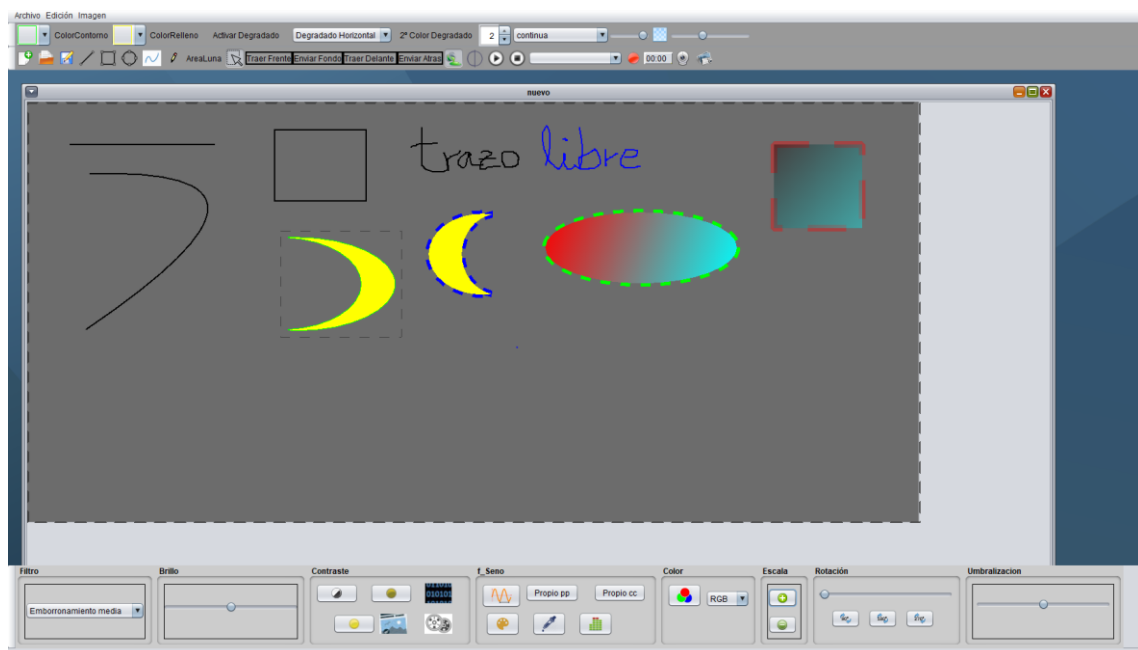 Archivo Edición Imagen
ColorContorno ColorRelleno Activar Degradado Degradado Horizontal 2º Color Degradado 2 continua
AreaLuna Traer Frente Enviar Fondo Traer Delante Enviar Atras 00:00
nuevo
trazo libre
Filtro Brillo Contraste f_Seno Color Escala Rotación Umbralizacion
Emborronamiento media 010101 Propio pp Propio cc RGB